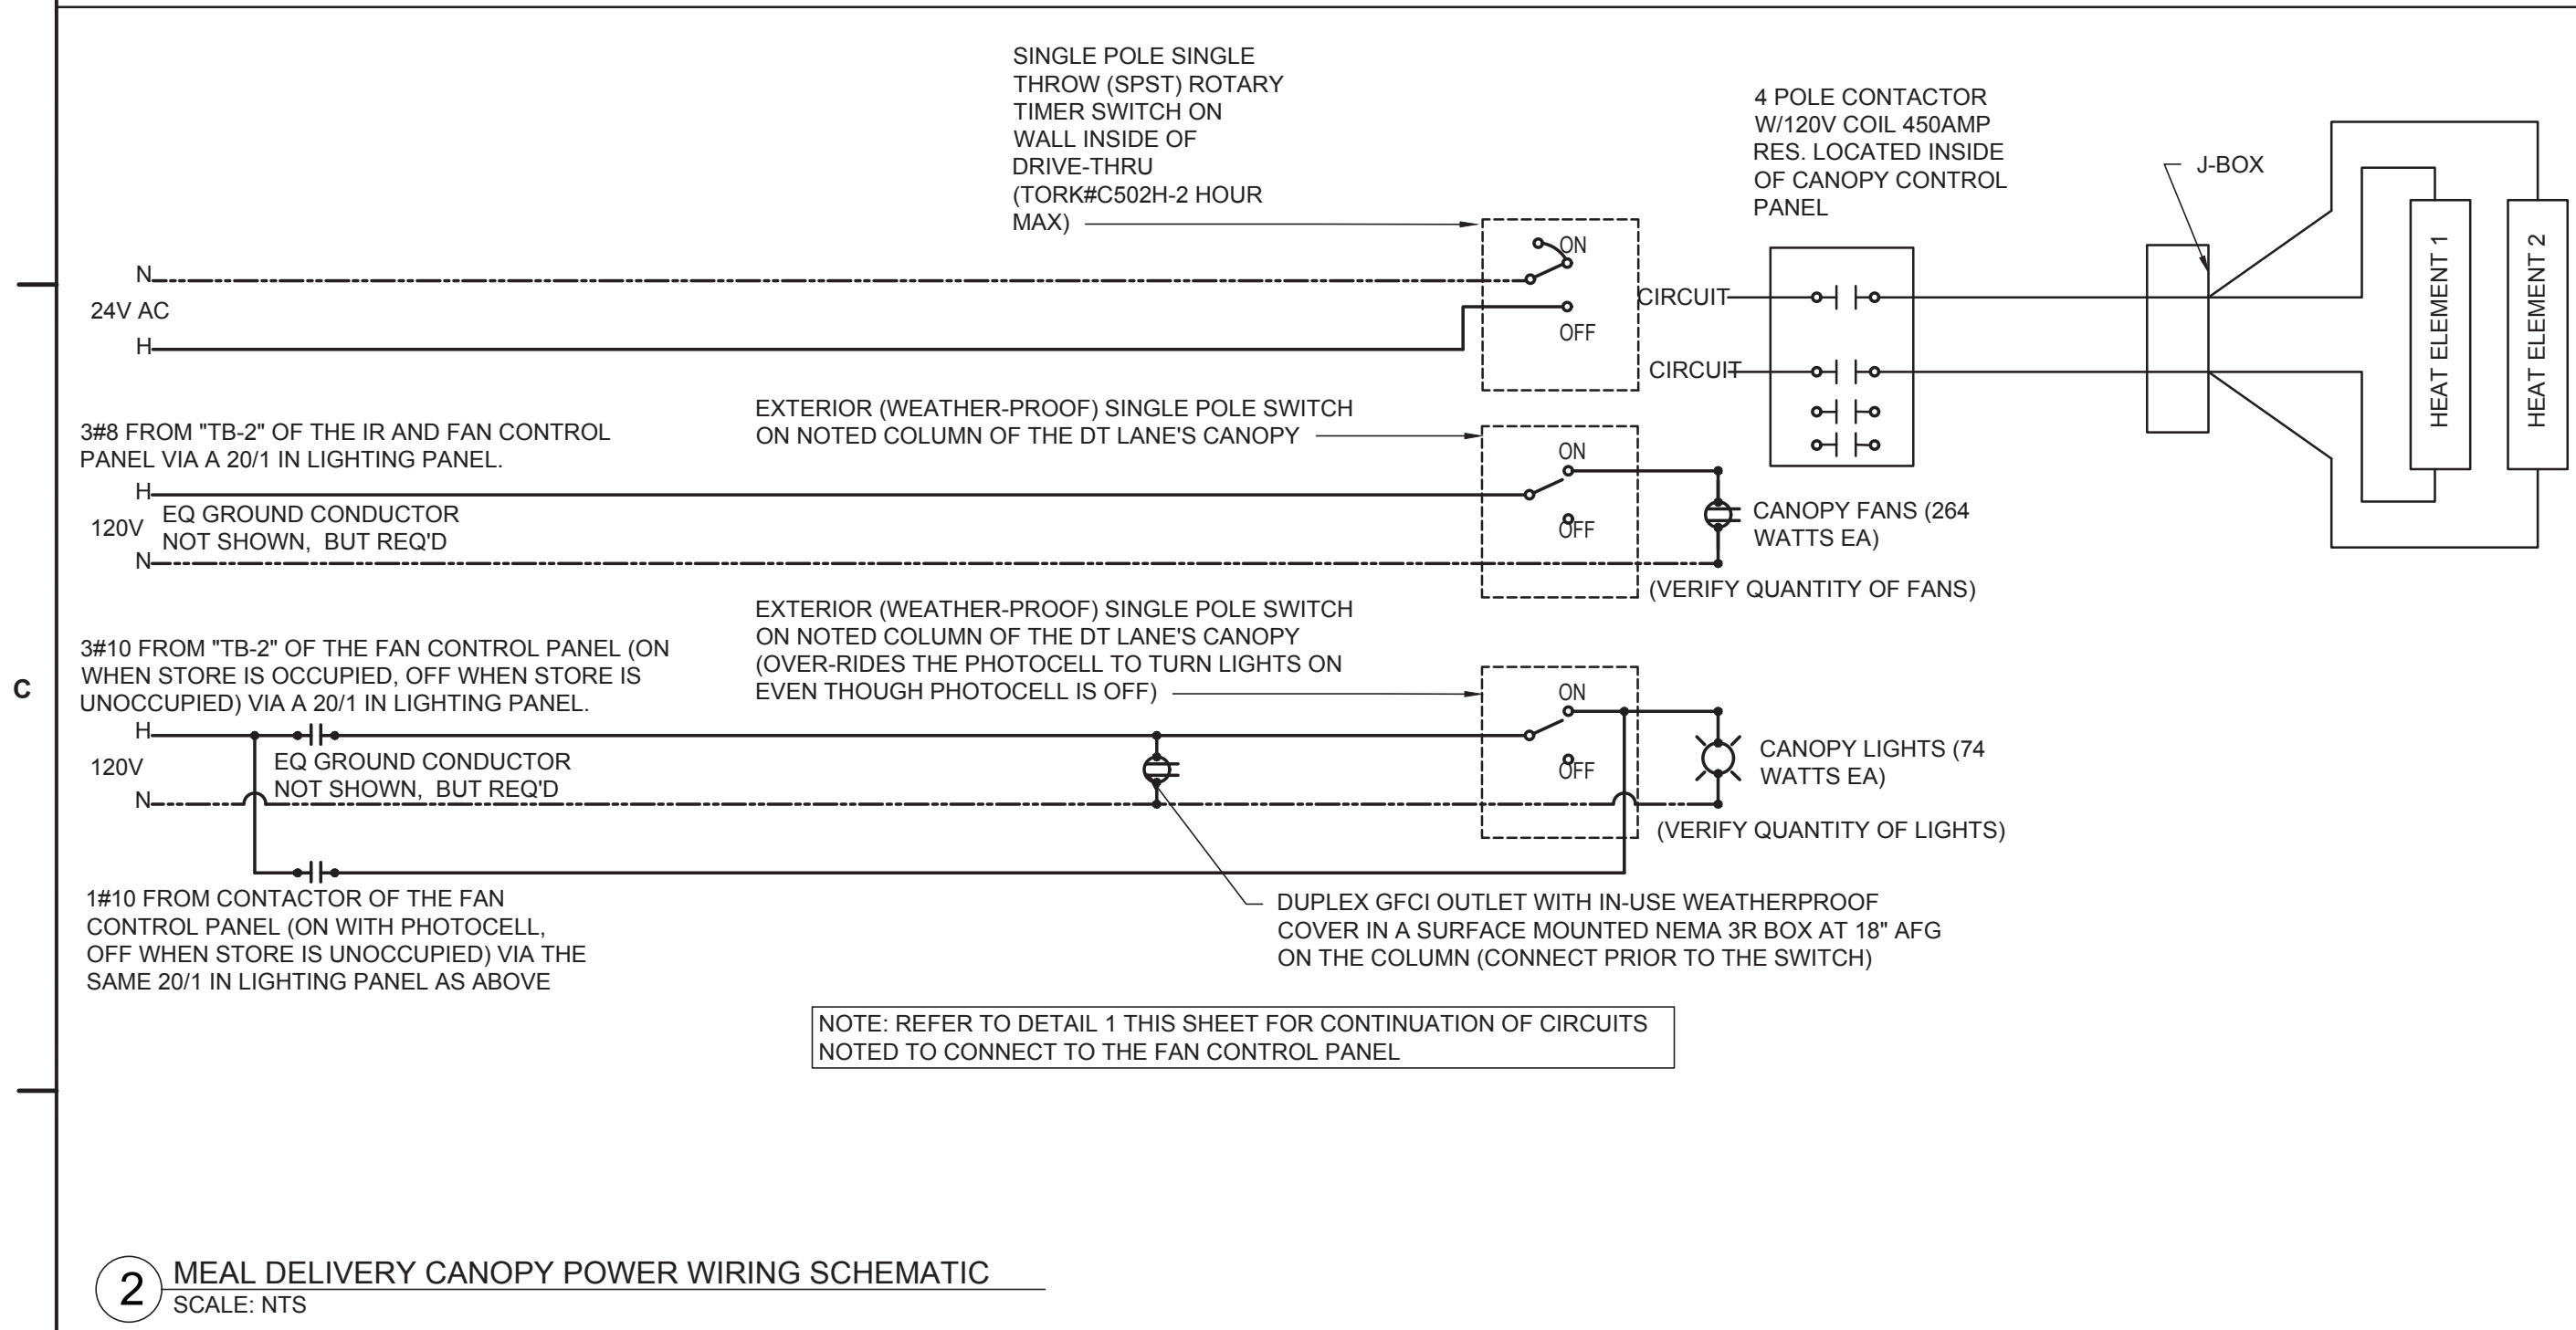 SINGLE POLE SINGLE
THROW (SPST) ROTARY
TIMER SWITCH ON
WALL INSIDE OF
DRIVE-THRU
(TORK#C502H-2 HOUR
MAX)
4 POLE CONTACTOR
W/120V COIL 450AMP
RES. LOCATED INSIDE
OF CANOPY CONTROL
PANEL
J-BOX
HEAT ELEMENT 1
HEAT ELEMENT 2
N
24V AC
H
ON
OFF
CIRCUIT
CIRCUIT
3#8 FROM "TB-2" OF THE IR AND FAN CONTROL
PANEL VIA A 20/1 IN LIGHTING PANEL.
EXTERIOR (WEATHER-PROOF) SINGLE POLE SWITCH
ON NOTED COLUMN OF THE DT LANE'S CANOPY
H
120V
N
EQ GROUND CONDUCTOR
NOT SHOWN, BUT REQ'D
ON
OFF
CANOPY FANS (264
WATTS EA)
(VERIFY QUANTITY OF FANS)
3#10 FROM "TB-2" OF THE FAN CONTROL PANEL (ON
WHEN STORE IS OCCUPIED, OFF WHEN STORE IS
UNOCCUPIED) VIA A 20/1 IN LIGHTING PANEL.
EXTERIOR (WEATHER-PROOF) SINGLE POLE SWITCH
ON NOTED COLUMN OF THE DT LANE'S CANOPY
(OVER-RIDES THE PHOTOCELL TO TURN LIGHTS ON
EVEN THOUGH PHOTOCELL IS OFF)
C
H
120V
N
EQ GROUND CONDUCTOR
NOT SHOWN, BUT REQ'D
ON
OFF
CANOPY LIGHTS (74
WATTS EA)
(VERIFY QUANTITY OF LIGHTS)
1#10 FROM CONTACTOR OF THE FAN
CONTROL PANEL (ON WITH PHOTOCELL,
OFF WHEN STORE IS UNOCCUPIED) VIA THE
SAME 20/1 IN LIGHTING PANEL AS ABOVE
DUPLEX GFCI OUTLET WITH IN-USE WEATHERPROOF
COVER IN A SURFACE MOUNTED NEMA 3R BOX AT 18" AFG
ON THE COLUMN (CONNECT PRIOR TO THE SWITCH)
NOTE: REFER TO DETAIL 1 THIS SHEET FOR CONTINUATION OF CIRCUITS
NOTED TO CONNECT TO THE FAN CONTROL PANEL
2
MEAL DELIVERY CANOPY POWER WIRING SCHEMATIC
SCALE: NTS